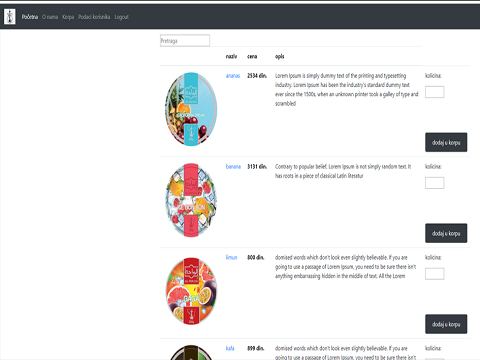 Početna O nama Korpa Podaci korisnika Logout
Pretraga
naziv cena opis
ananas 2534 din. Lorem Ipsum is simply dummy text of the printing and typesetting kolicina:
industry. Lorem Ipsum has been the industry's standard dummy text
ever since the 1500s, when an unknown printer took a galley of type and
scrambled
dodaj u korpu
banana 3131 din. Contrary to popular belief, Lorem Ipsum is not simply random text. It kolicina:
has roots in a piece of classical Latin literatur
dodaj u korpu
limun 800 din. domised words which don't look even slightly believable. If you are kolicina:
going to use a passage of Lorem Ipsum, you need to be sure there isn't
anything embarrassing hidden in the middle of text. All the Lorem
dodaj u korpu
kafa 899 din. domised words which don't look even slightly believable. If you are kolicina:
going to use a passage of Lorem Ipsum, you need to be sure there isn't